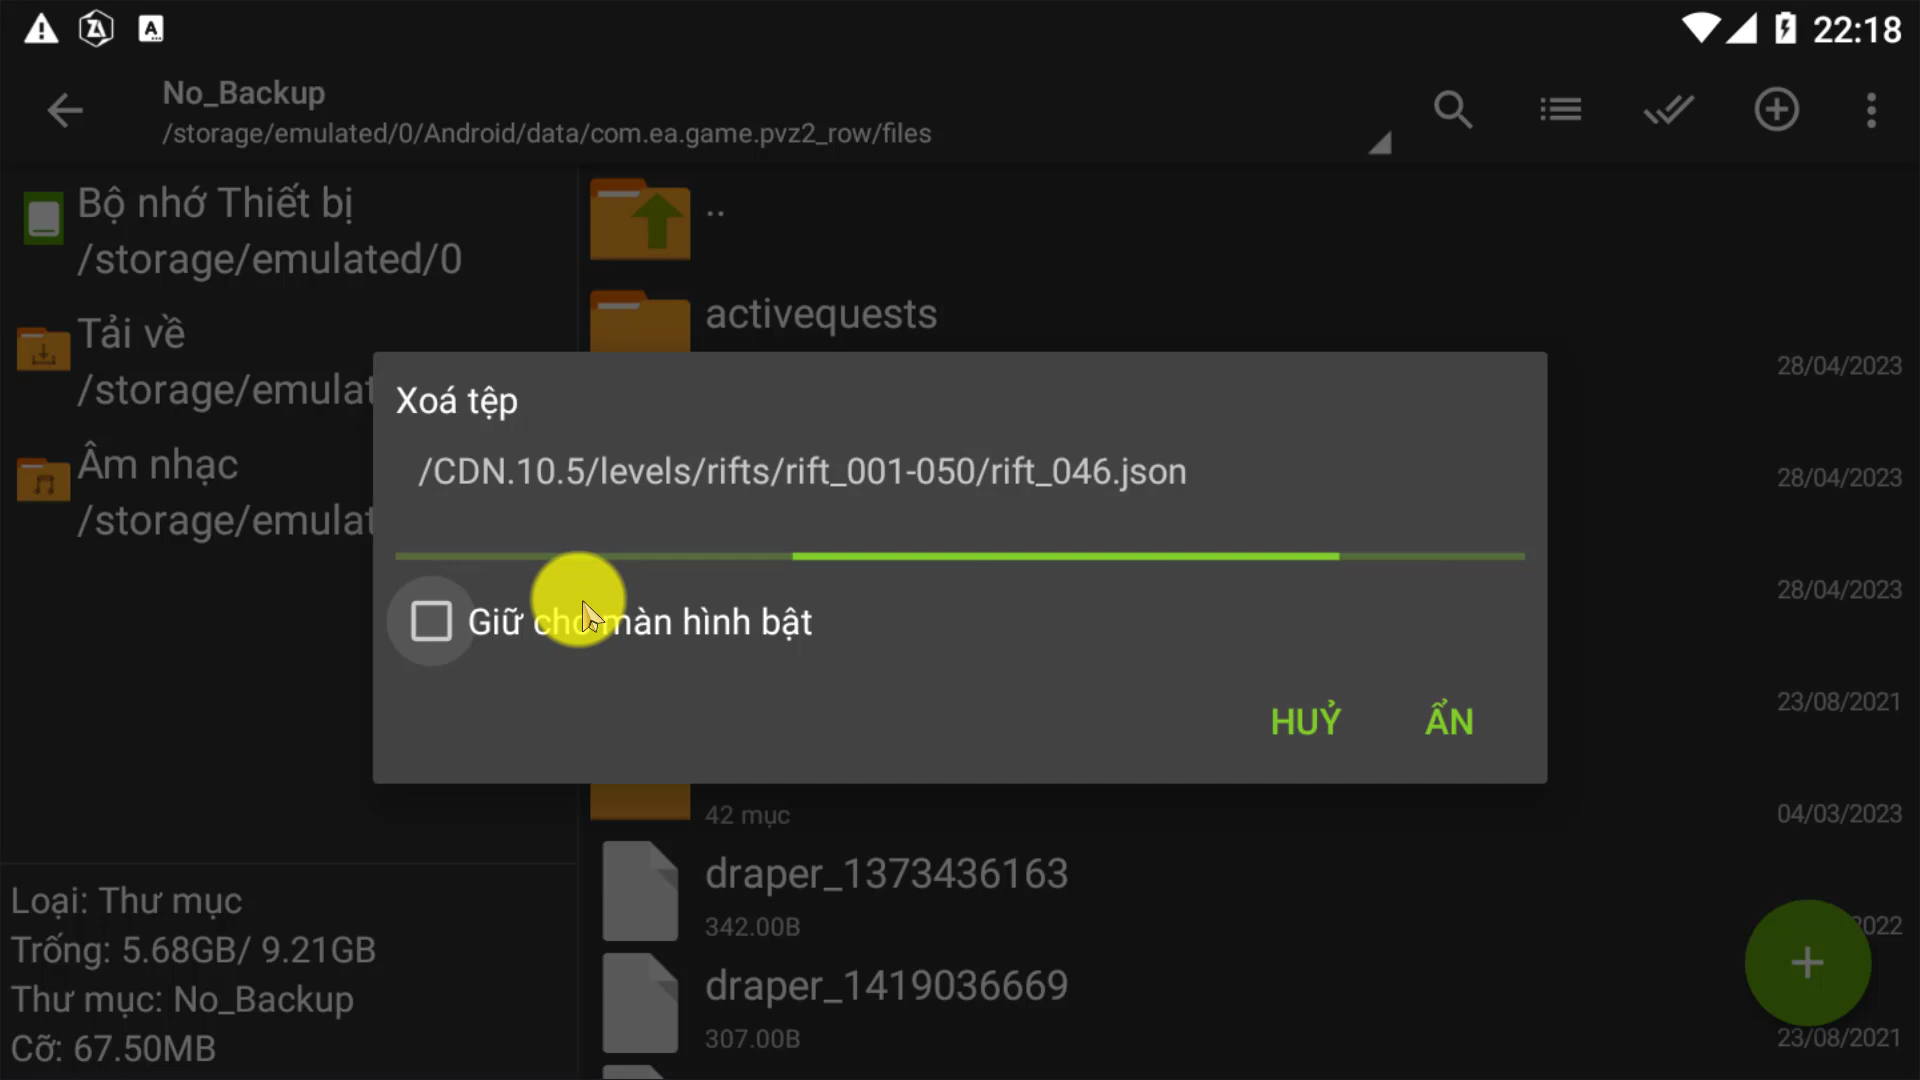 22:18
No_Backup
/storage/emulated/0/Android/data/com.ea.game.pvz2_row/files
Bộ nhớ Thiết bị
/storage/emulated/0
Tải về
/storage/emulat
Âm nhạc
/storage/emulat
Loại: Thư mục
Trống: 5.68GB/ 9.21GB
Thư mục: No_Backup
Cỡ: 67.50MB
..
activequests
28/04/2023
28/04/2023
28/04/2023
23/08/2021
Xoá tệp
/CDN.10.5/levels/rifts/rift_001-050/rift_046.json
Giữ cho màn hình bật
HUỶ
ẨN
42 mục
04/03/2023
draper_1373436163
342.00B
2022
draper_1419036669
307.00B
23/08/2021